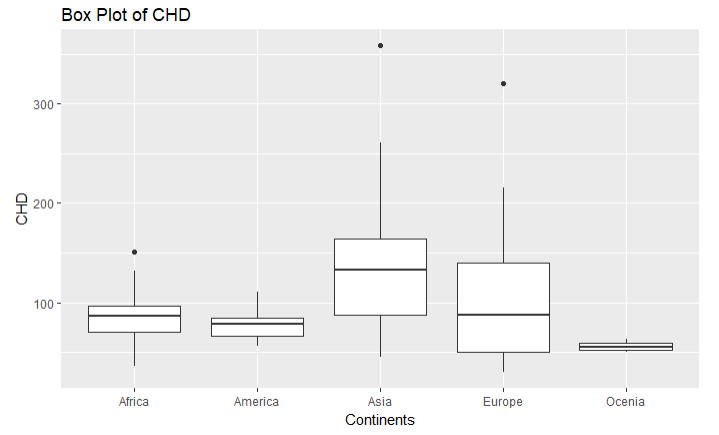 Box Plot of CHD
300
200
100
CHD
Africa America Asia Europe Ocenia
Continents